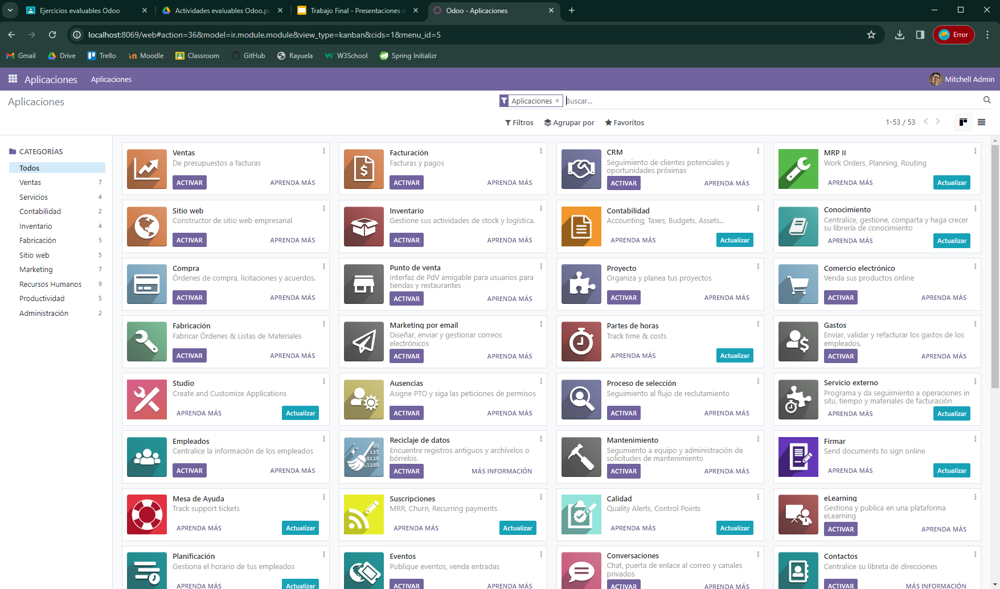 Ejercicios evaluables Odoo
Actividades evaluables Odoo.pd
Trabajo Final - Presentaciones d
Odoo - Aplicaciones
localhost:8069/web#action=36&model=ir.module.module&view_type=kanban&cids=1&menu_id=5
Error
Gmail
Drive
Trello
Moodle
Classroom
GitHub
Rayuela
W3School
Spring Initializr
Aplicaciones
Aplicaciones
Mitchell Admin
Aplicaciones
Aplicaciones ×
Buscar...
Filtros
Agrupar por
Favoritos
1-53 / 53
CATEGORÍAS
Todos
Ventas 7
Servicios 4
Contabilidad 2
Inventario 4
Fabricación 5
Sitio web 5
Marketing 7
Recursos Humanos 9
Productividad 5
Administración 2
Ventas
De presupuestos a facturas
ACTIVAR APRENDA MÁS
Facturación
Facturas y pagos
ACTIVAR APRENDA MÁS
CRM
Seguimiento de clientes potenciales y
oportunidades próximas
ACTIVAR APRENDA MÁS
MRP II
Work Orders, Planning, Routing
APRENDA MÁS Actualizar
Sitio web
Constructor de sitio web empresarial
ACTIVAR APRENDA MÁS
Inventario
Gestione sus actividades de stock y logística.
ACTIVAR APRENDA MÁS
Contabilidad
Accounting, Taxes, Budgets, Assets...
APRENDA MÁS Actualizar
Conocimiento
Centralice, gestione, comparta y haga crecer
su librería de conocimiento
APRENDA MÁS Actualizar
Compra
Órdenes de compra, licitaciones y acuerdos.
ACTIVAR APRENDA MÁS
Punto de venta
Interfaz de PdV amigable para usuarios para
tiendas y restaurantes
ACTIVAR APRENDA MÁS
Proyecto
Organiza y planea tus proyectos
ACTIVAR APRENDA MÁS
Comercio electrónico
Venda sus productos online
ACTIVAR APRENDA MÁS
Fabricación
Fabricar Órdenes & Listas de Materiales
ACTIVAR APRENDA MÁS
Marketing por email
Diseñar, enviar y gestionar correos
electrónicos
ACTIVAR APRENDA MÁS
Partes de horas
Track time & costs
APRENDA MÁS Actualizar
Gastos
Enviar, validar y refacturar los gastos de los
empleados.
ACTIVAR APRENDA MÁS
Studio
Create and Customize Applications
APRENDA MÁS Actualizar
Ausencias
Asigne PTO y siga las peticiones de permisos
ACTIVAR APRENDA MÁS
Proceso de selección
Seguimiento al flujo de reclutamiento
ACTIVAR APRENDA MÁS
Servicio externo
Programa y da seguimiento a operaciones in
situ, tiempo y materiales de facturación
APRENDA MÁS Actualizar
Empleados
Centralice la información de los empleados
ACTIVAR APRENDA MÁS
Reciclaje de datos
Encuentre registros antiguos y archívelos o
bórrelos.
ACTIVAR MÁS INFORMACIÓN
Mantenimiento
Segumiento a equipo y administración de
solicitudes de mantenimiento
ACTIVAR APRENDA MÁS
Firmar
Send documents to sign online
APRENDA MÁS Actualizar
Mesa de Ayuda
Track support tickets
APRENDA MÁS Actualizar
Suscripciones
MRR, Churn, Recurring payments
APRENDA MÁS Actualizar
Calidad
Quality Alerts, Control Points
APRENDA MÁS Actualizar
eLearning
Gestiona y publica en una plataforma
eLearning
ACTIVAR APRENDA MÁS
Planificación
Gestiona el horario de tus empleados
APRENDA MÁS Actualizar
Eventos
Publique eventos, venda entradas
ACTIVAR APRENDA MÁS
Conversaciones
Chat, puerta de enlace al correo y canales
privados
ACTIVAR APRENDA MÁS
Contactos
Centralice su libreta de direcciones
ACTIVAR MÁS INFORMACIÓN